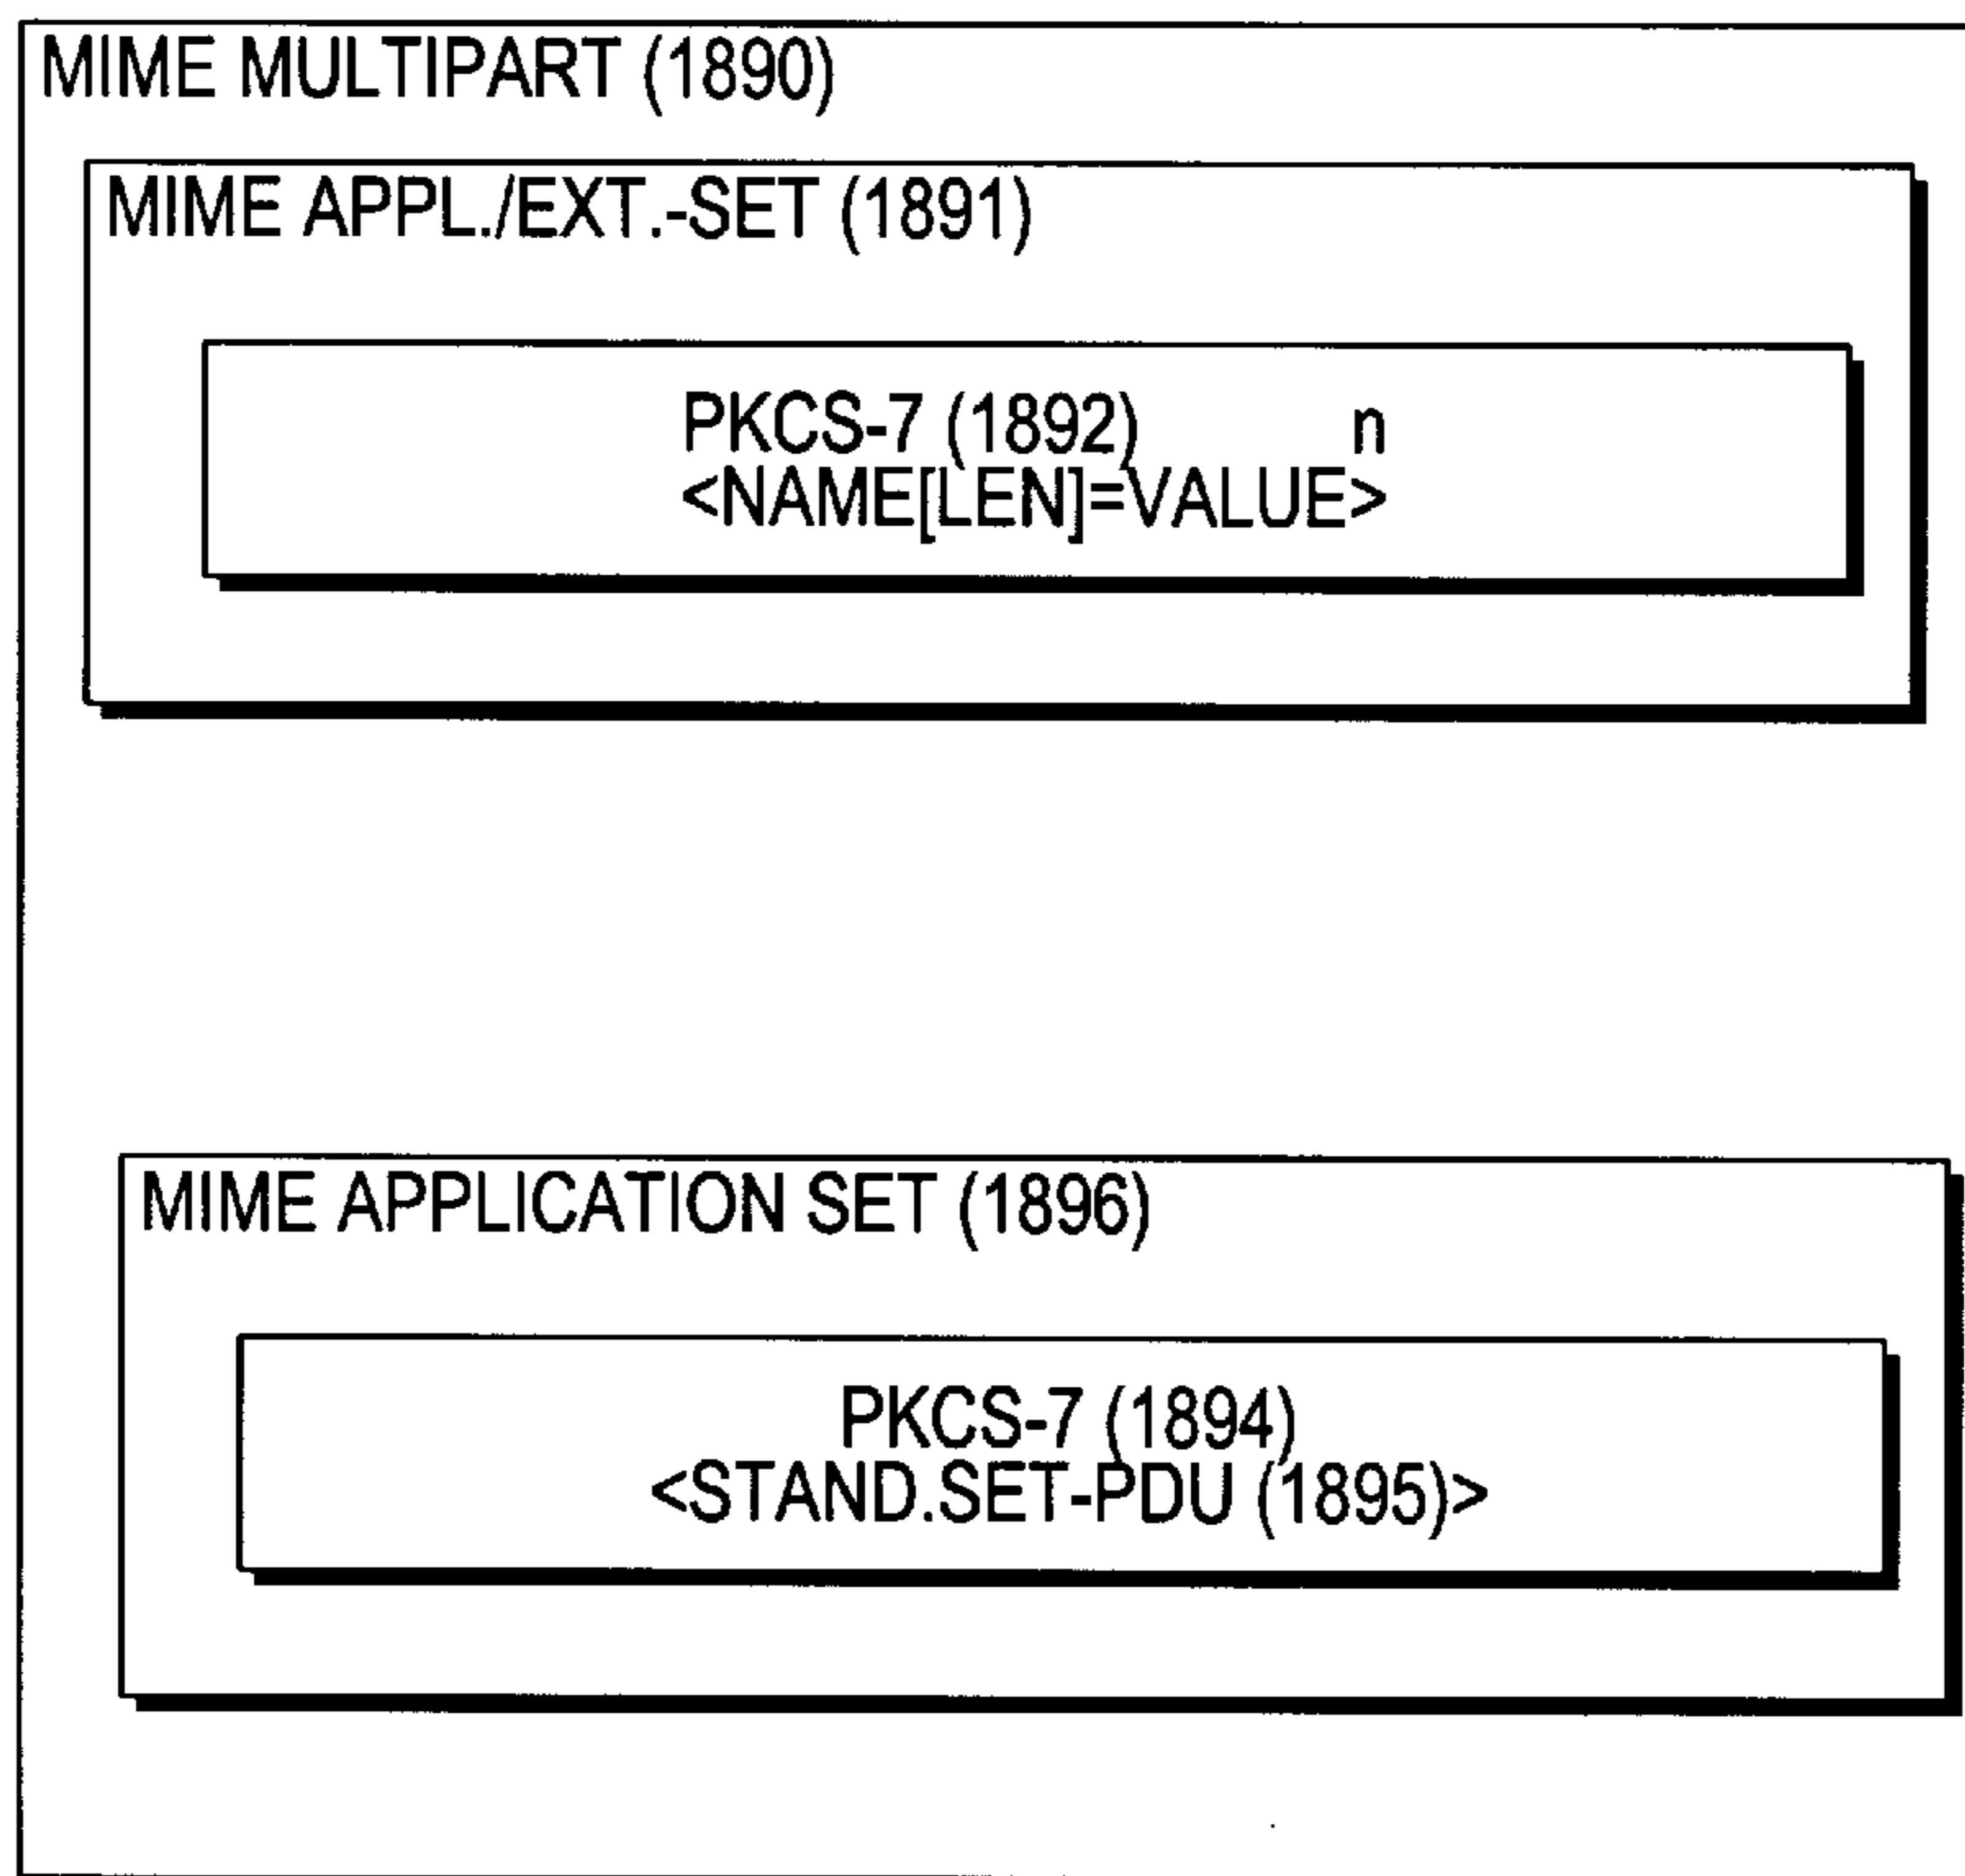 MIME MULTIPART (1890)
MIME APPL./EXT.-SET (1891)
PKCS-7 (1892) n
<NAME[LEN]=VALUE>
MIME APPLICATION SET (1896)
PKCS-7 (1894)
<STAND.SET-PDU (1895)>